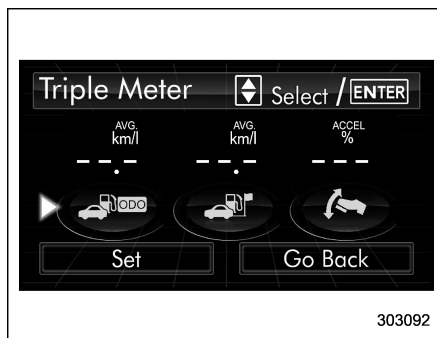 Triple Meter Select / ENTER
AVG. AVG. ACCEL
km/l km/l %
--.- --.- ---
ODO
Set Go Back
303092